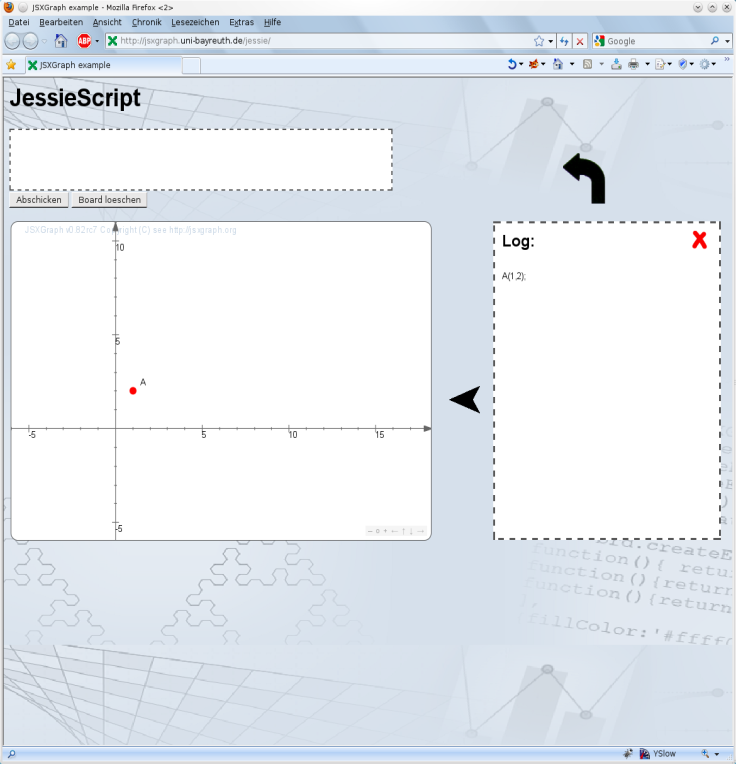 JSXGraph example - Mozilla Firefox <2>
Datei Bearbeiten Ansicht Chronik Lesezeichen Extras Hilfe
ABP http://jsxgraph.uni-bayreuth.de/jessie/ Google
JSXGraph example
JessieScript
Abschicken Board loeschen
JSXGraph v0.82rc7 Copyright (C) see http://jsxgraph.org
Log:
A(1,2);
10
5
A
-5 5 10 15
-5
- o + ← ↑ ↓ →
function(){ retu
function(){return
function(){return
fillColor:'#ffff
YSlow